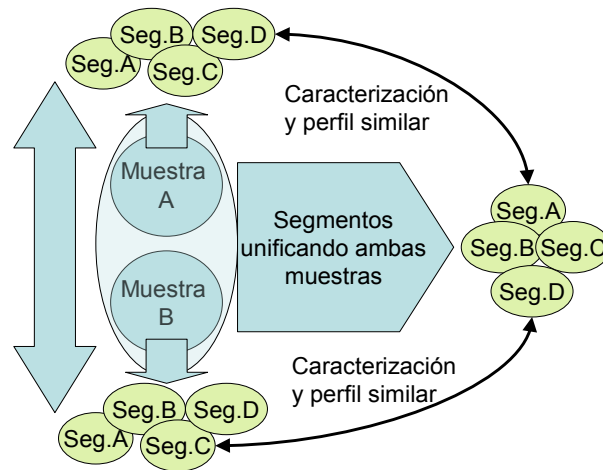 Seg.B
Seg.D
Seg.A
Seg.C
Caracterización
y perfil similar
Muestra
A
Segmentos
unificando ambas
muestras
Seg.A
Seg.B
Seg.C
Seg.D
Muestra
B
Caracterización
y perfil similar
Seg.B
Seg.D
Seg.A
Seg.C